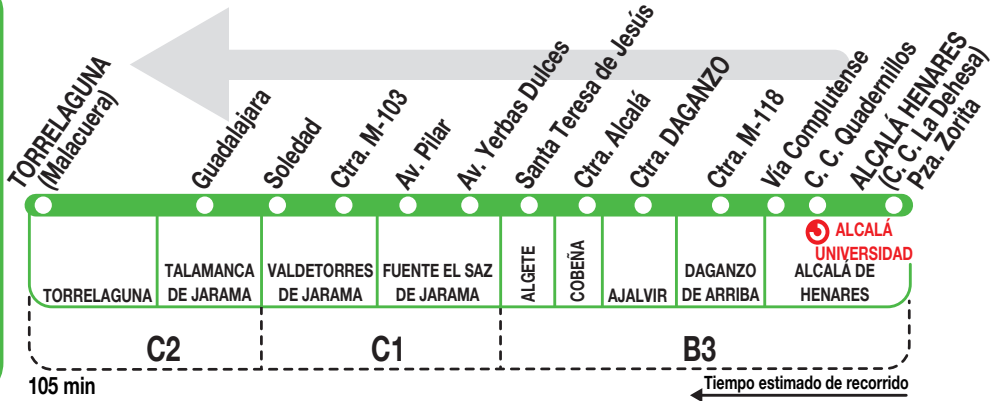 TORRELAGUNA
(Malacuera)
Guadalajara
Soledad
Ctra. M-103
Av. Pilar
Av. Yerbas Dulces
Santa Teresa de Jesús
Ctra. Alcalá
Ctra. DAGANZO
Ctra. M-118
Vía Complutense
C. C. Quadernillos
ALCALÁ HENARES
(C. C. La Dehesa)
Pza. Zorita
ALCALÁ
UNIVERSIDAD
TORRELAGUNA
TALAMANCA
DE JARAMA
VALDETORRES
DE JARAMA
FUENTE EL SAZ
DE JARAMA
ALGETE
COBEÑA
AJALVIR
DAGANZO
DE ARRIBA
ALCALÁ DE
HENARES
C2
C1
B3
105 min
Tiempo estimado de recorrido